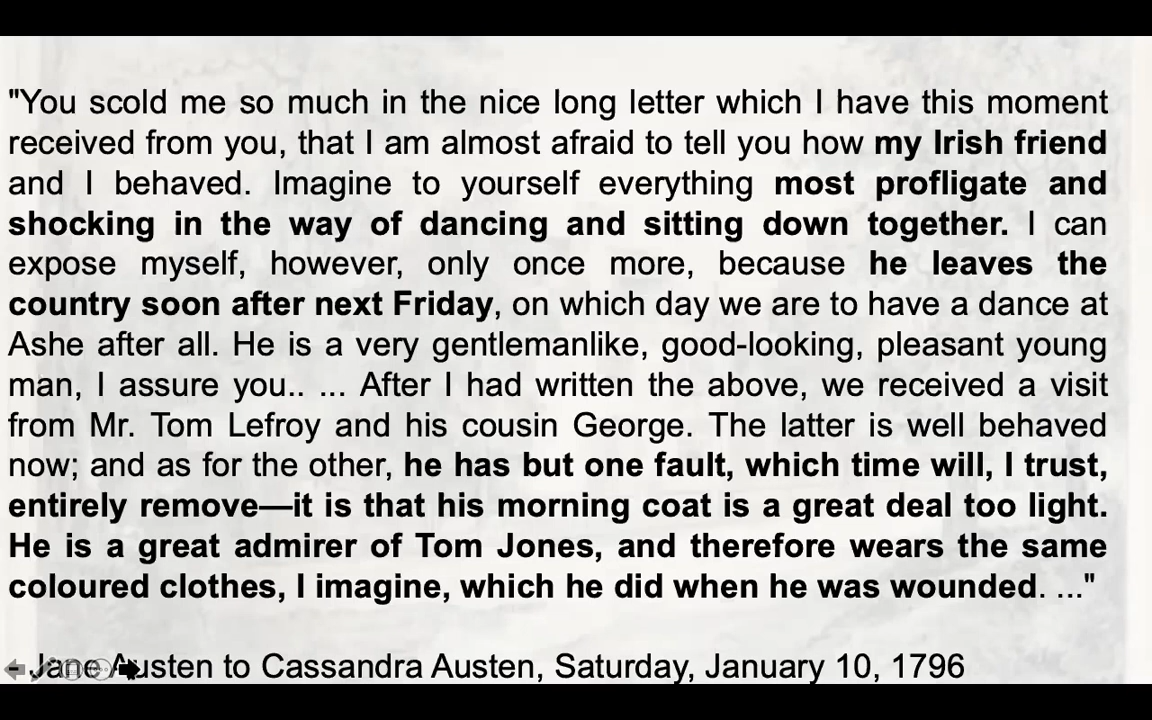 "You scold me so much in the nice long letter which I have this moment
received from you, that I am almost afraid to tell you how my Irish friend
and I behaved. Imagine to yourself everything most profligate and
shocking in the way of dancing and sitting down together. I can
expose myself, however, only once more, because he leaves the
country soon after next Friday, on which day we are to have a dance at
Ashe after all. He is a very gentlemanlike, good-looking, pleasant young
man, I assure you.. ... After I had written the above, we received a visit
from Mr. Tom Lefroy and his cousin George. The latter is well behaved
now; and as for the other, he has but one fault, which time will, I trust,
entirely remove—it is that his morning coat is a great deal too light.
He is a great admirer of Tom Jones, and therefore wears the same
coloured clothes, I imagine, which he did when he was wounded. ..."
- Jane Austen to Cassandra Austen, Saturday, January 10, 1796